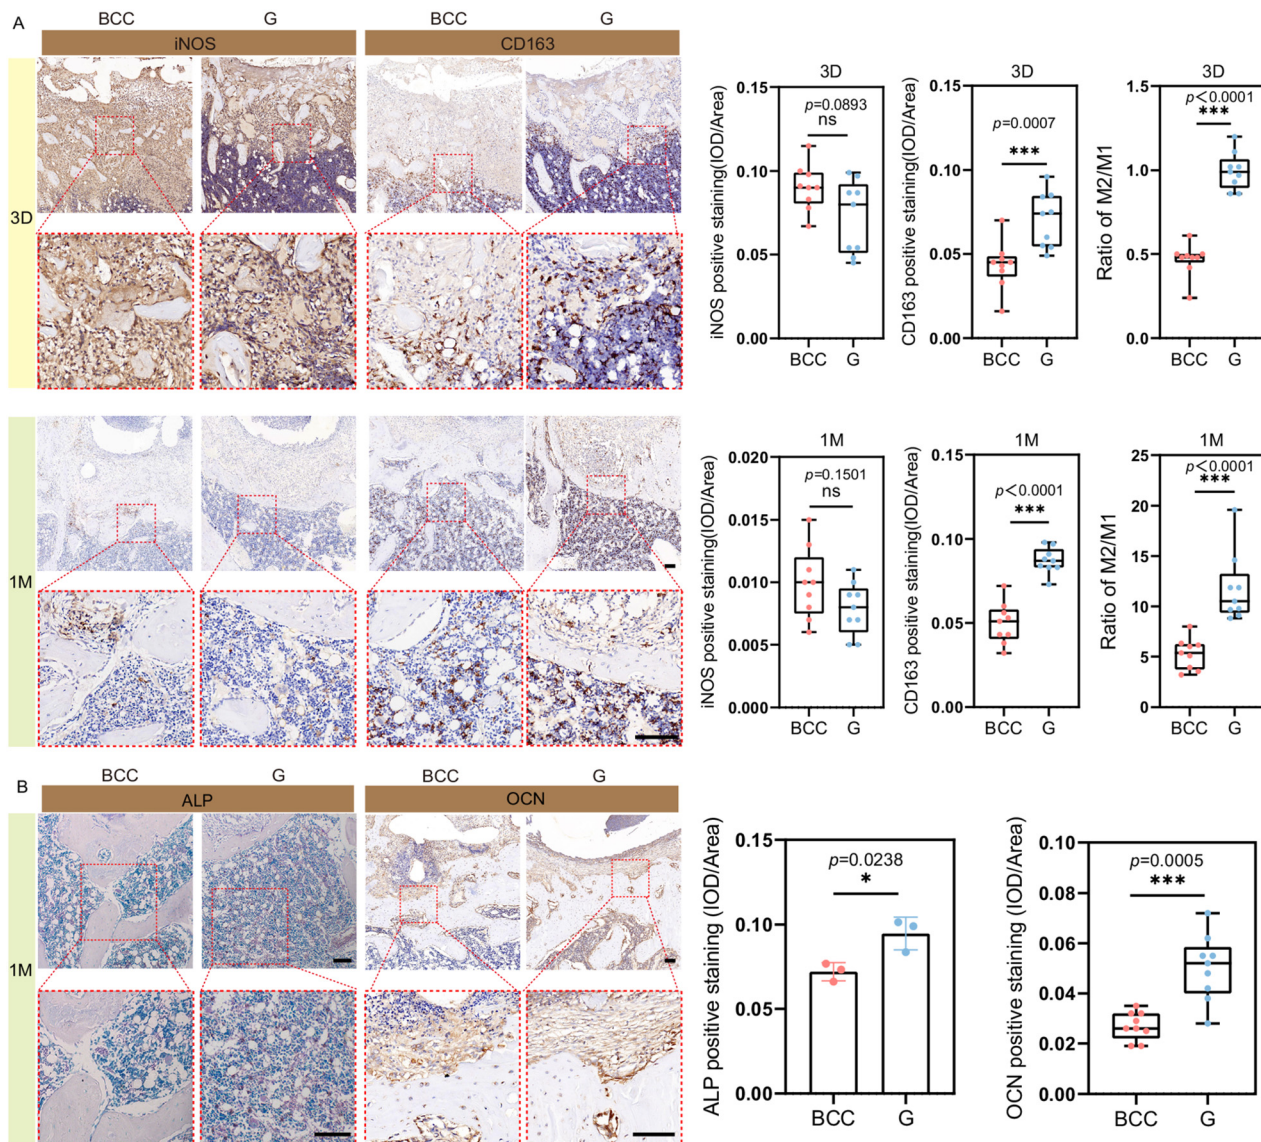 A
BCC G BCC G
iNOS CD163
3D
1M
3D
p=0.0893
ns
iNOS positive staining(IOD/Area)
0.15
0.10
0.05
0.00
BCC G
3D
p=0.0007
***
CD163 positive staining(IOD/Area)
0.15
0.10
0.05
0.00
BCC G
3D
p<0.0001
***
Ratio of M2/M1
1.5
1.0
0.5
0.0
BCC G
1M
p=0.1501
ns
iNOS positive staining(IOD/Area)
0.020
0.015
0.010
0.005
0.000
BCC G
1M
p<0.0001
***
CD163 positive staining(IOD/Area)
0.15
0.10
0.05
0.00
BCC G
1M
p<0.0001
***
Ratio of M2/M1
25
20
15
10
5
0
BCC G
B
BCC G BCC G
ALP OCN
1M
p=0.0238
*
ALP positive staining (IOD/Area)
0.15
0.10
0.05
0.00
BCC G
p=0.0005
***
OCN positive staining (IOD/Area)
0.10
0.08
0.06
0.04
0.02
0.00
BCC G